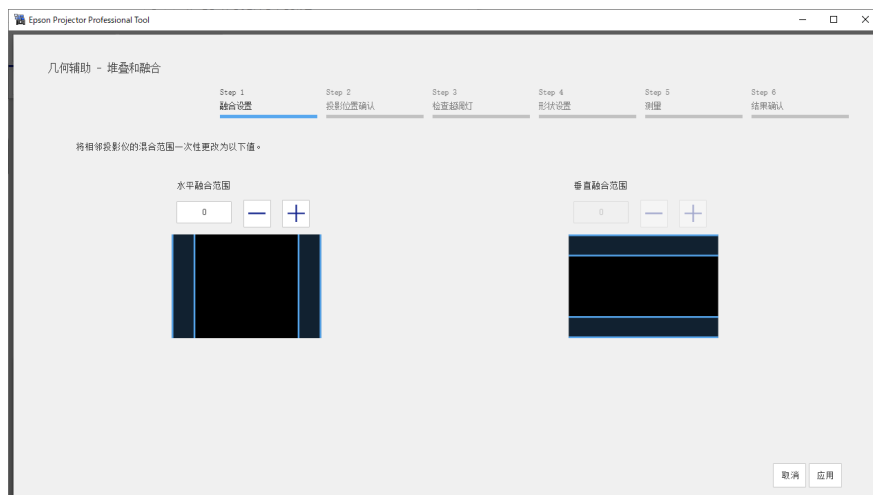 Epson Projector Professional Tool
几何辅助 - 堆叠和融合
Step 1
融合设置
Step 2
投影位置确认
Step 3
检查超周灯
Step 4
形状设置
Step 5
测量
Step 6
结果确认
将相邻投影仪的混合范围一次性更改为以下值。
水平融合范围
0
垂直融合范围
0
取消
应用